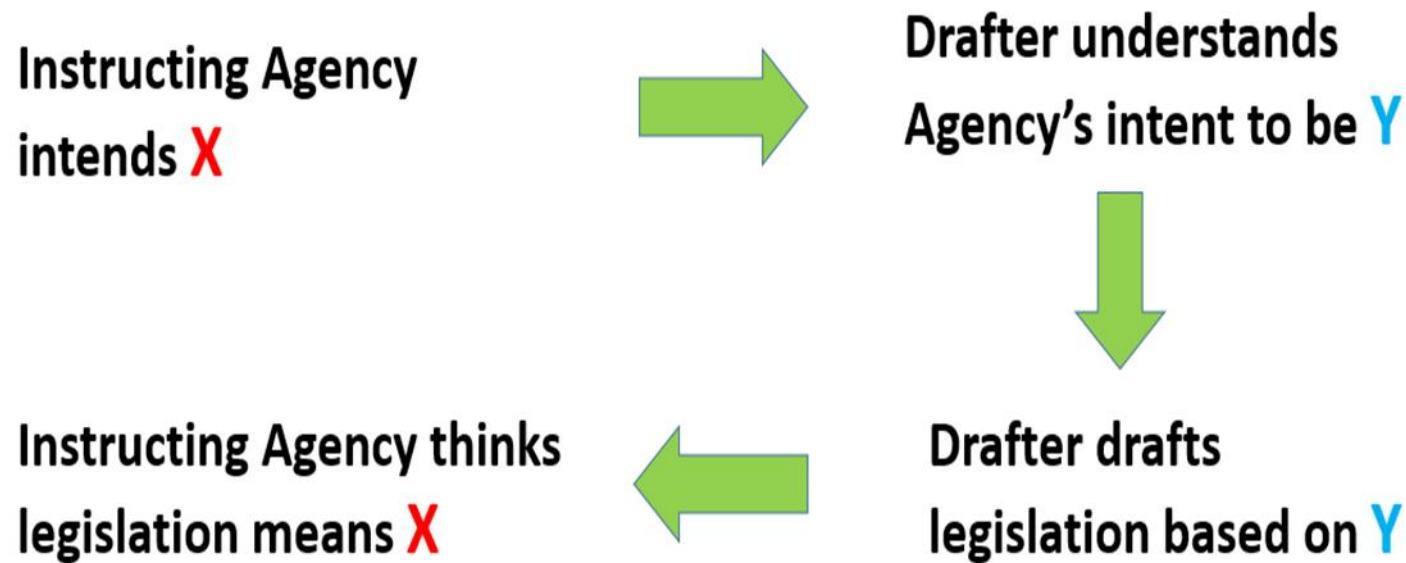 Instructing Agency
intends X
Drafter understands
Agency’s intent to be Y
Drafter drafts
legislation based on Y
Instructing Agency thinks
legislation means X